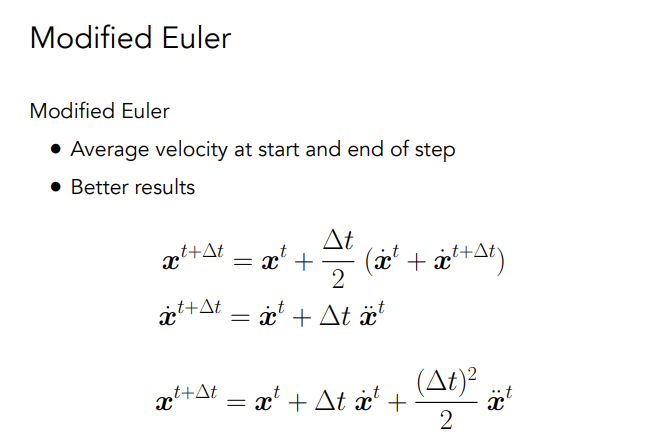 Modified Euler
Modified Euler
● Average velocity at start and end of step
● Better results
$\boldsymbol{x}^{t+\Delta t} = \boldsymbol{x}^t + \frac{\Delta t}{2} \left(\dot{\boldsymbol{x}}^t + \dot{\boldsymbol{x}}^{t+\Delta t}\right)$
$\dot{\boldsymbol{x}}^{t+\Delta t} = \dot{\boldsymbol{x}}^t + \Delta t \ \ddot{\boldsymbol{x}}^t$
$\boldsymbol{x}^{t+\Delta t} = \boldsymbol{x}^t + \Delta t \ \dot{\boldsymbol{x}}^t + \frac{(\Delta t)^2}{2} \ \ddot{\boldsymbol{x}}^t$